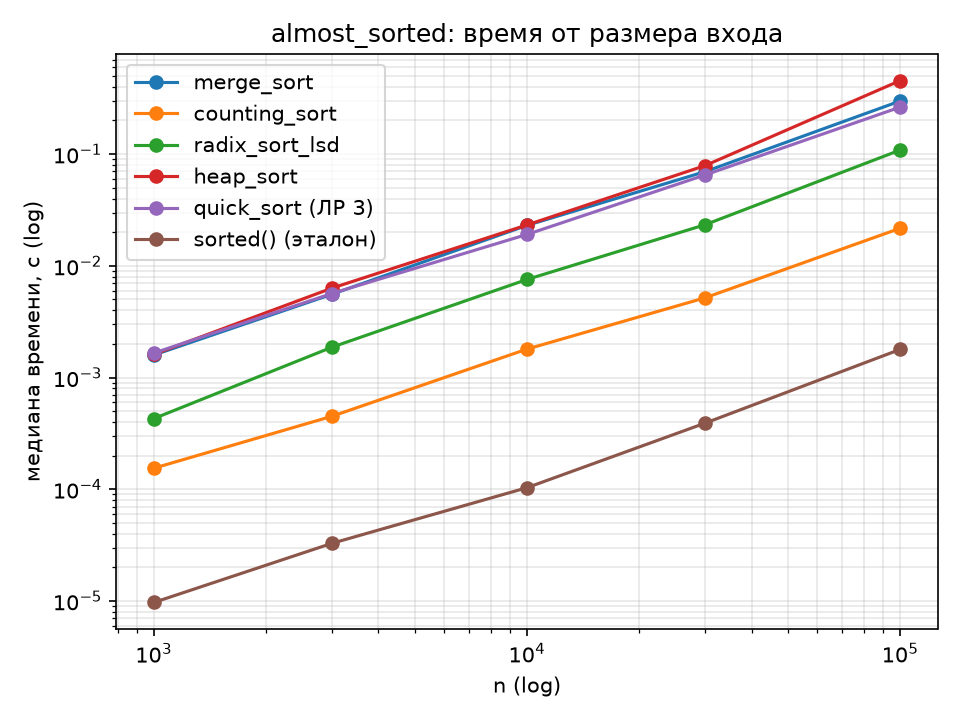 almost_sorted: время от размера входа
merge_sort
counting_sort
radix_sort_lsd
heap_sort
quick_sort (ЛР 3)
sorted() (эталон)
медиана времени, с (log)
10⁻¹
10⁻²
10⁻³
10⁻⁴
10⁻⁵
10³ 10⁴ 10⁵
n (log)